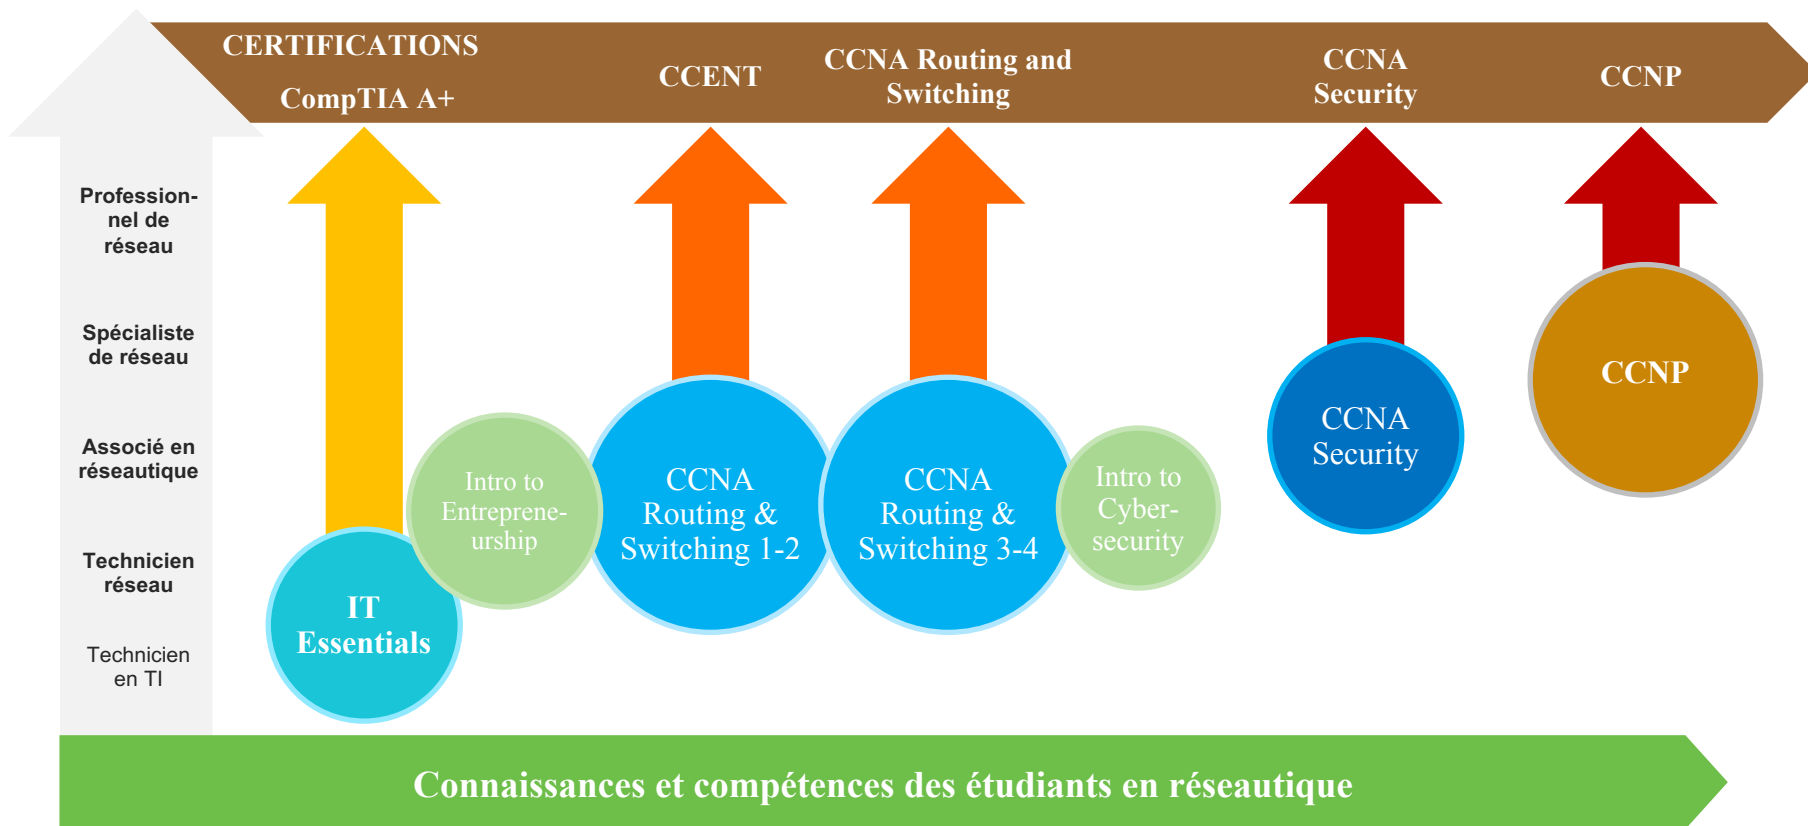 CERTIFICATIONS
CompTIA A+
CCENT
CCNA Routing and
Switching
CCNA
Security
CCNP
Profession-
nel de
réseau
Spécialiste
de réseau
Associé en
réseautique
Technicien
réseau
Technicien
en TI
IT
Essentials
Intro to
Entreprene-
urship
CCNA
Routing &
Switching 1-2
CCNA
Routing &
Switching 3-4
Intro to
Cyber-
security
CCNA
Security
CCNP
Connaissances et compétences des étudiants en réseautique